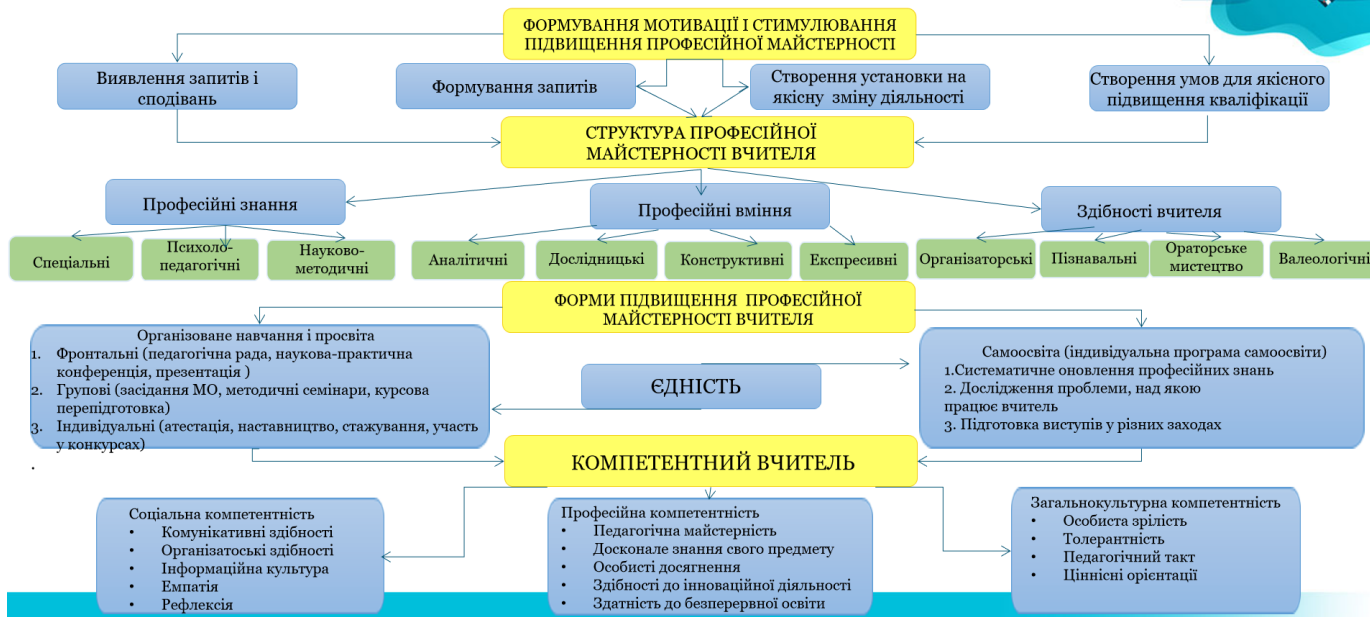 ФОРМУВАННЯ МОТИВАЦІЇ І СТИМУЛЮВАННЯ
ПІДВИЩЕННЯ ПРОФЕСІЙНОЇ МАЙСТЕРНОСТІ
Виявлення запитів і
сподівань
Формування запитів
Створення установки на
якісну зміну діяльності
Створення умов для якісного
підвищення кваліфікації
СТРУКТУРА ПРОФЕСІЙНОЇ
МАЙСТЕРНОСТІ ВЧИТЕЛЯ
Професійні знання
Професійні вміння
Здібності вчителя
Спеціальні
Психоло-
педагогічні
Науково-
методичні
Аналітичні
Дослідницькі
Конструктивні
Експресивні
Організаторські
Пізнавальні
Ораторське
мистецтво
Валеологічні
ФОРМИ ПІДВИЩЕННЯ ПРОФЕСІЙНОЇ
МАЙСТЕРНОСТІ ВЧИТЕЛЯ
Організоване навчання і просвіта
1. Фронтальні (педагогічна рада, наукова-практична
конференція, презентація )
2. Групові (засідання МО, методичні семінари, курсова
перепідготовка)
3. Індивідуальні (атестація, наставництво, стажування, участь
у конкурсах)
.
ЄДНІСТЬ
Самоосвіта (індивідуальна програма самоосвіти)
1.Систематичне оновлення професійних знань
2. Дослідження проблеми, над якою
працює вчитель
3. Підготовка виступів у різних заходах
КОМПЕТЕНТНИЙ ВЧИТЕЛЬ
Соціальна компетентність
• Комунікативні здібності
• Організатоські здібності
• Інформаційна культура
• Емпатія
• Рефлексія
Професійна компетентність
• Педагогічна майстерність
• Досконале знання свого предмету
• Особисті досягнення
• Здібності до інноваційної діяльності
• Здатність до безперервної освіти
Загальнокультурна компетентність
• Особиста зрілість
• Толерантність
• Педагогічний такт
• Ціннісні орієнтації